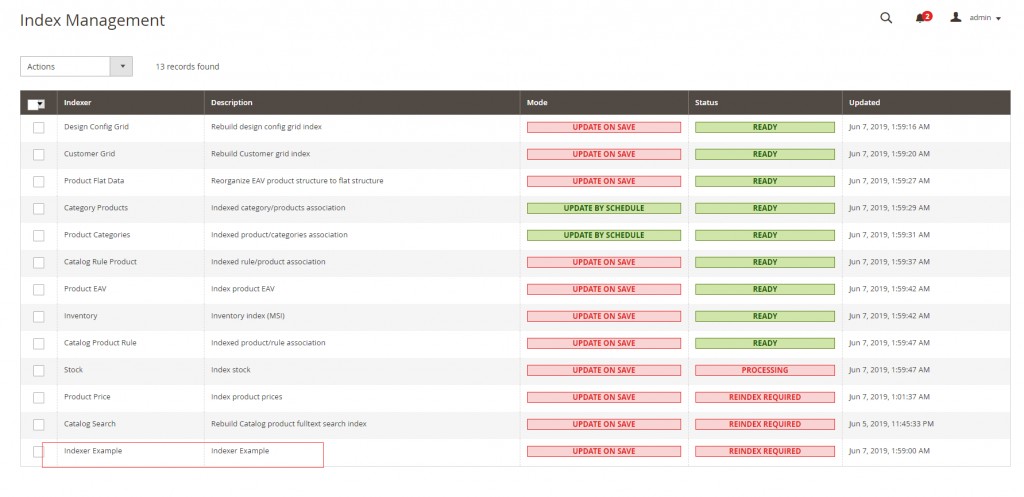 Index Management
2
admin
Actions
13 records found
Indexer Description Mode Status Updated
Design Config Grid Rebuild design config grid index UPDATE ON SAVE READY Jun 7, 2019, 1:59:16 AM
Customer Grid Rebuild Customer grid index UPDATE ON SAVE READY Jun 7, 2019, 1:59:20 AM
Product Flat Data Reorganize EAV product structure to flat structure UPDATE ON SAVE READY Jun 7, 2019, 1:59:27 AM
Category Products Indexed category/products association UPDATE BY SCHEDULE READY Jun 7, 2019, 1:59:29 AM
Product Categories Indexed product/categories association UPDATE BY SCHEDULE READY Jun 7, 2019, 1:59:31 AM
Catalog Rule Product Indexed rule/product association UPDATE ON SAVE READY Jun 7, 2019, 1:59:37 AM
Product EAV Index product EAV UPDATE ON SAVE READY Jun 7, 2019, 1:59:42 AM
Inventory Inventory index (MSI) UPDATE ON SAVE READY Jun 7, 2019, 1:59:42 AM
Catalog Product Rule Indexed product/rule association UPDATE ON SAVE READY Jun 7, 2019, 1:59:47 AM
Stock Index stock UPDATE ON SAVE PROCESSING Jun 7, 2019, 1:59:47 AM
Product Price Index product prices UPDATE ON SAVE REINDEX REQUIRED Jun 7, 2019, 1:01:37 AM
Catalog Search Rebuild Catalog product fulltext search index UPDATE ON SAVE REINDEX REQUIRED Jun 5, 2019, 11:45:33 PM
Indexer Example Indexer Example UPDATE ON SAVE REINDEX REQUIRED Jun 7, 2019, 1:59:00 AM